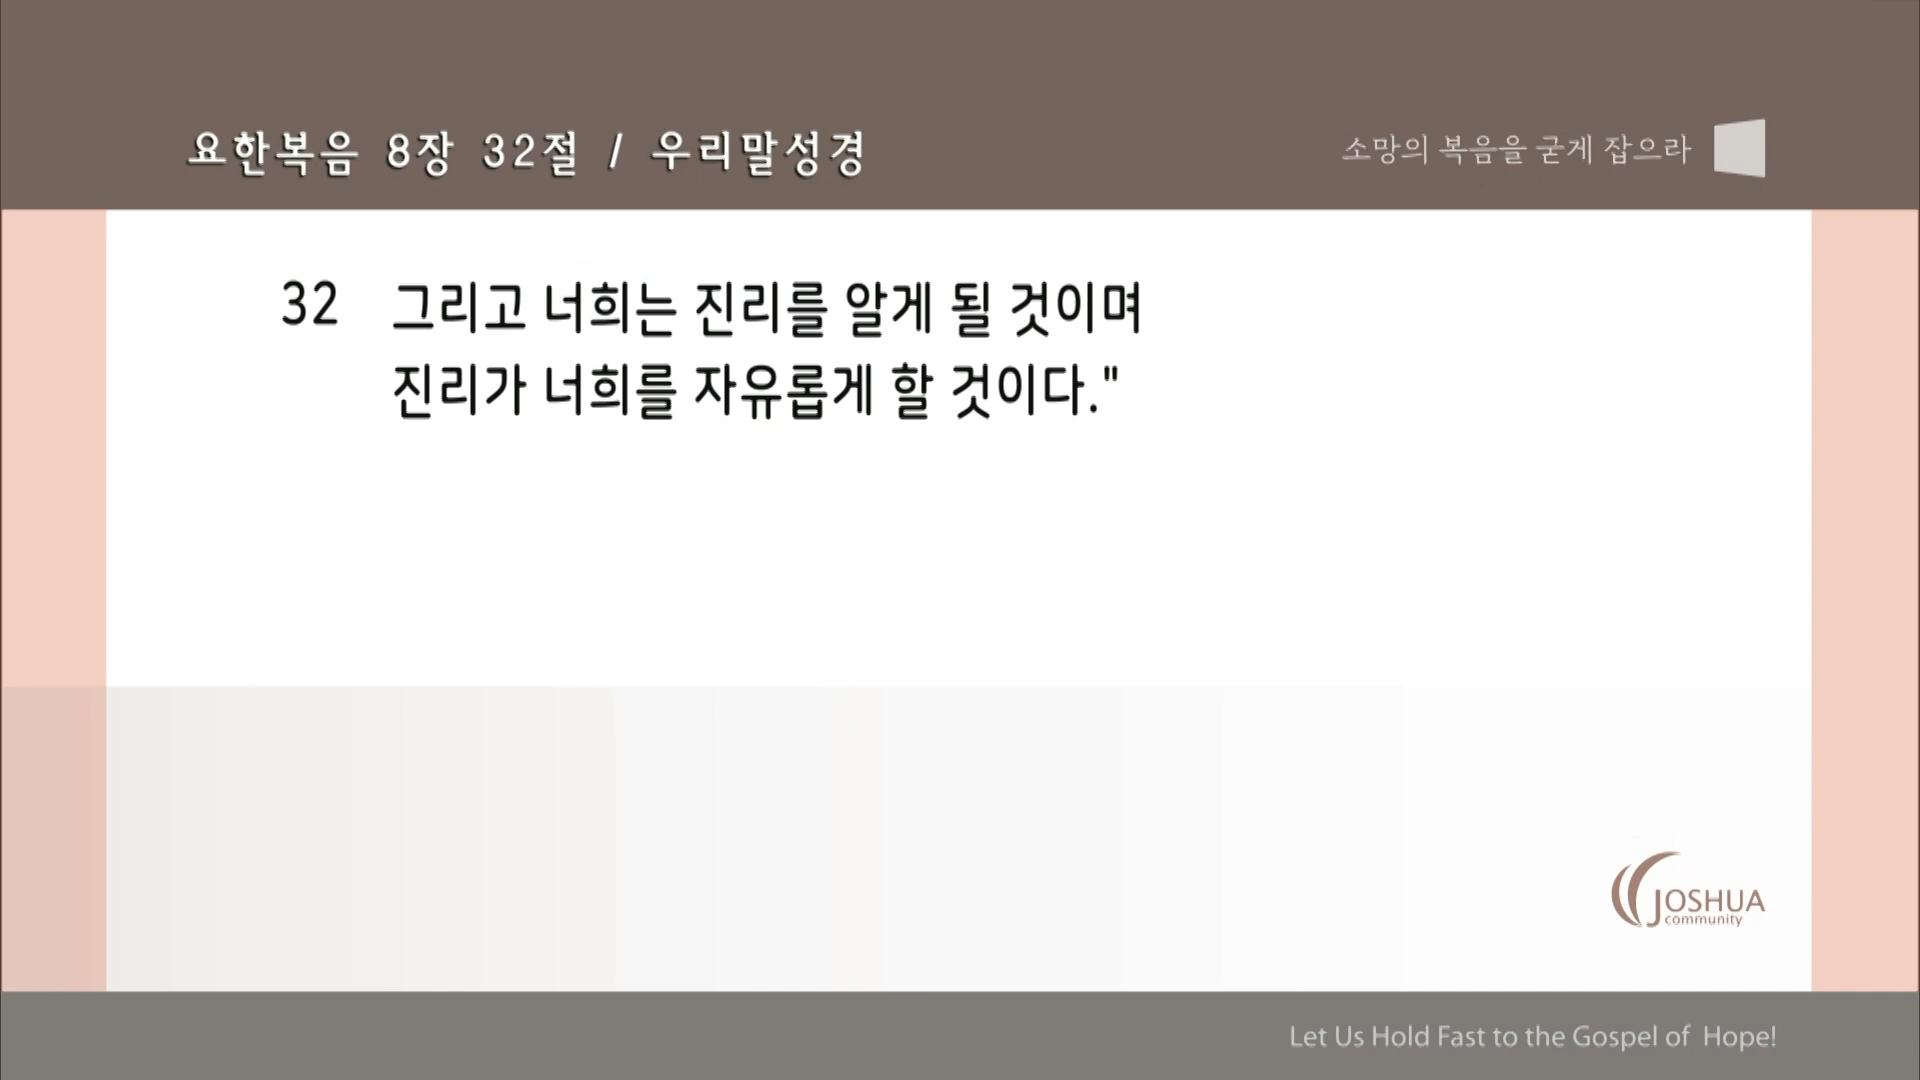 요한복음 8장 32절 / 우리말성경
소망의 복음을 굳게 잡으라
32 그리고 너희는 진리를 알게 될 것이며
진리가 너희를 자유롭게 할 것이다."
JOSHUA
community
Let Us Hold Fast to the Gospel of Hope!